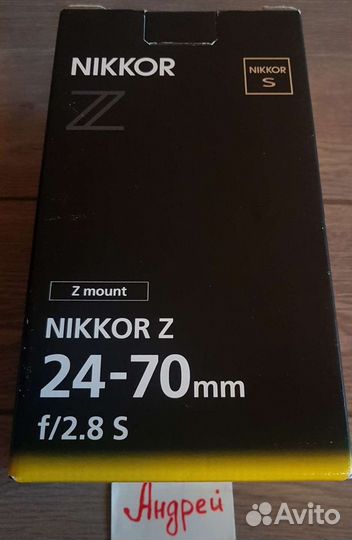 NIKKOR
Z
NIKKOR
S
Z mount
NIKKOR Z
24-70mm
f/2.8 S
Андрей
Avito